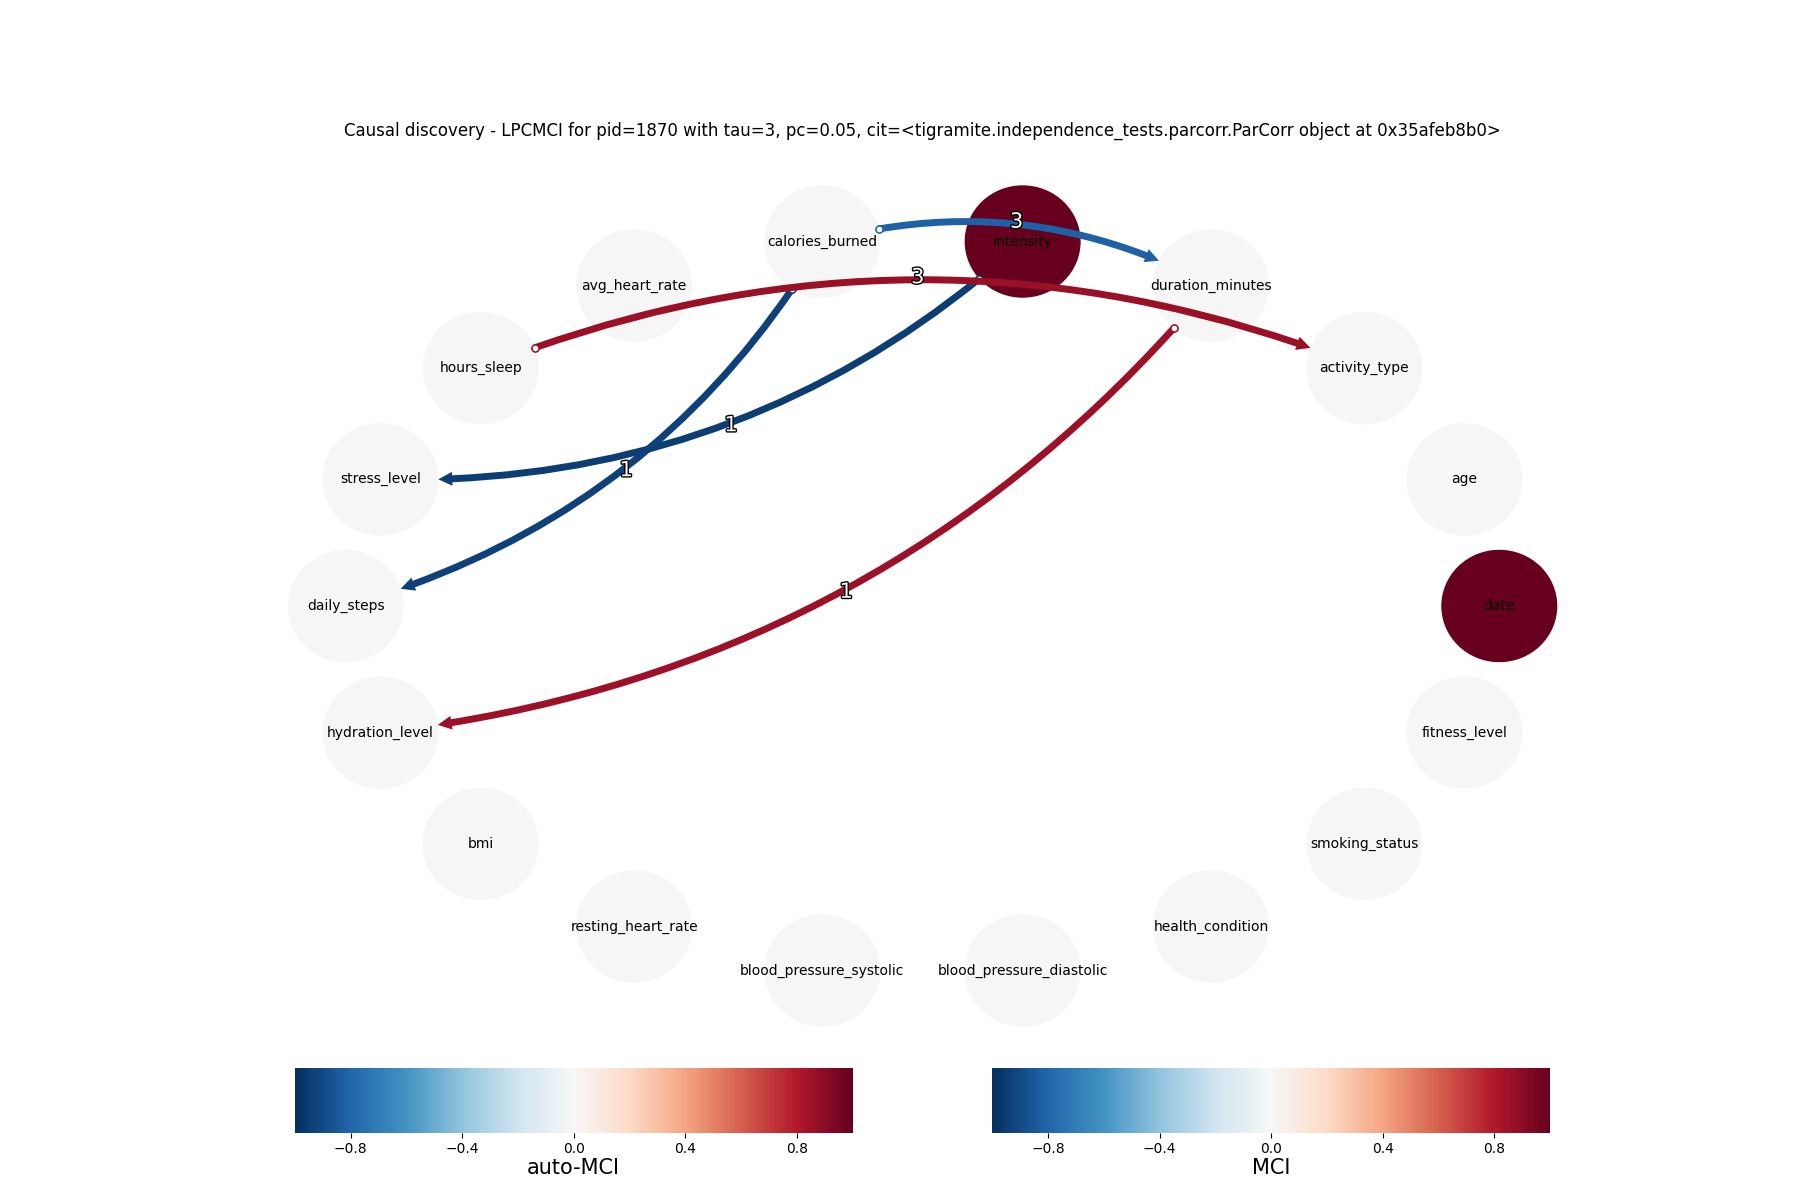 Causal discovery - LPCMCI for pid=1870 with tau=3, pc=0.05, cit=<tigramite.independence_tests.parcorr.ParCorr object at 0x35afeb8b0>
3
calories_burned
intensity
3
avg_heart_rate
duration_minutes
hours_sleep
activity_type
1
1
stress_level
age
1
daily_steps
date
hydration_level
fitness_level
bmi
smoking_status
resting_heart_rate
health_condition
blood_pressure_systolic
blood_pressure_diastolic
−0.8 −0.4 0.0 0.4 0.8
auto-MCI
−0.8 −0.4 0.0 0.4 0.8
MCI